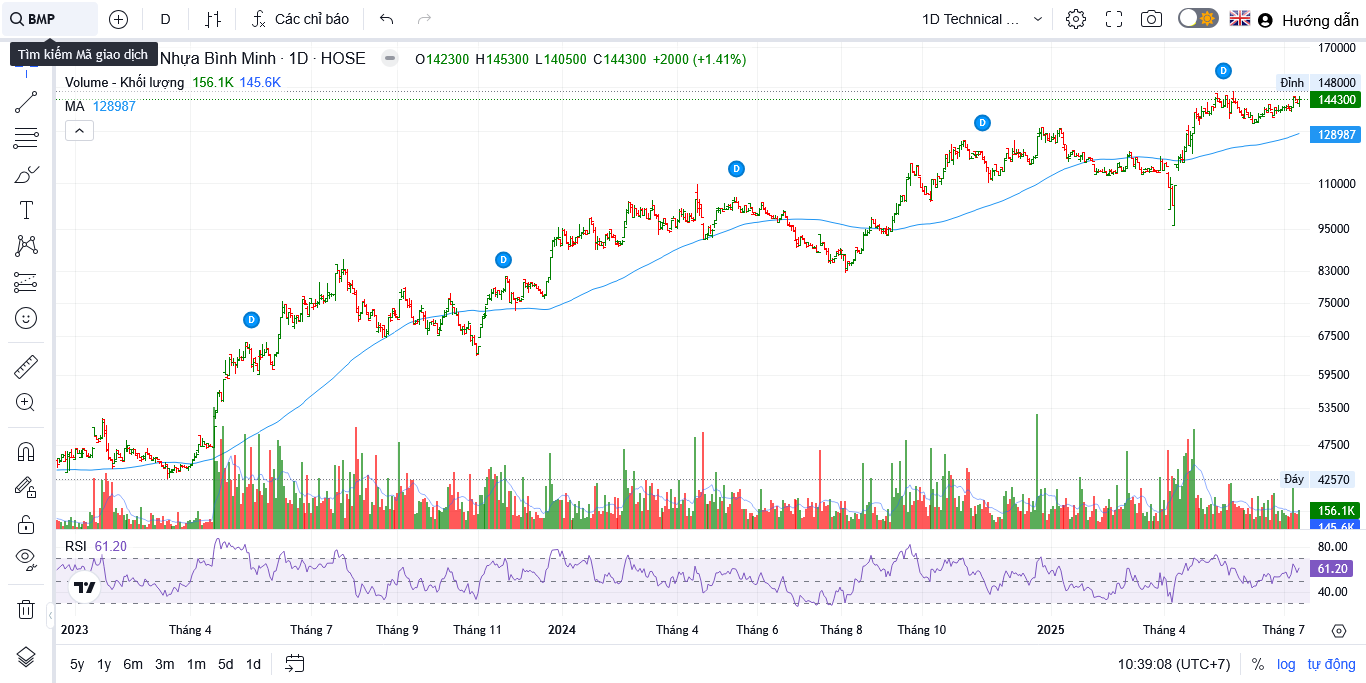 BMP
D
Các chỉ báo
1D Technical ...
Hướng dẫn
Tìm kiếm Mã giao dịch
Nhựa Bình Minh · 1D · HOSE
O142300 H145300 L140500 C144300 +2000 (+1.41%)
Volume - Khối lượng 156.1K 145.6K
MA 128987
170000
Đỉnh 148000
144300
128987
110000
95000
83000
75000
67500
59500
53500
47500
Đáy 42570
156.1K
145.6K
D
D
D
D
D
T
RSI 61.20
80.00
61.20
40.00
2023 Tháng 4 Tháng 7 Tháng 9 Tháng 11 2024 Tháng 4 Tháng 6 Tháng 8 Tháng 10 2025 Tháng 4 Tháng 7
5y 1y 6m 3m 1m 5d 1d
10:39:08 (UTC+7) % log tự động